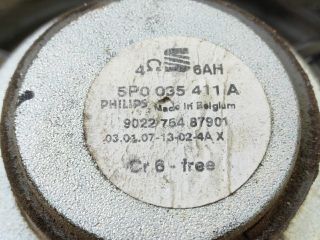 4Ω 6AH
5P0 035 411 A
PHILIPS Made in Belgium
9022 754 87901
03.01.07-13-02-4A X
Cr 6 - free